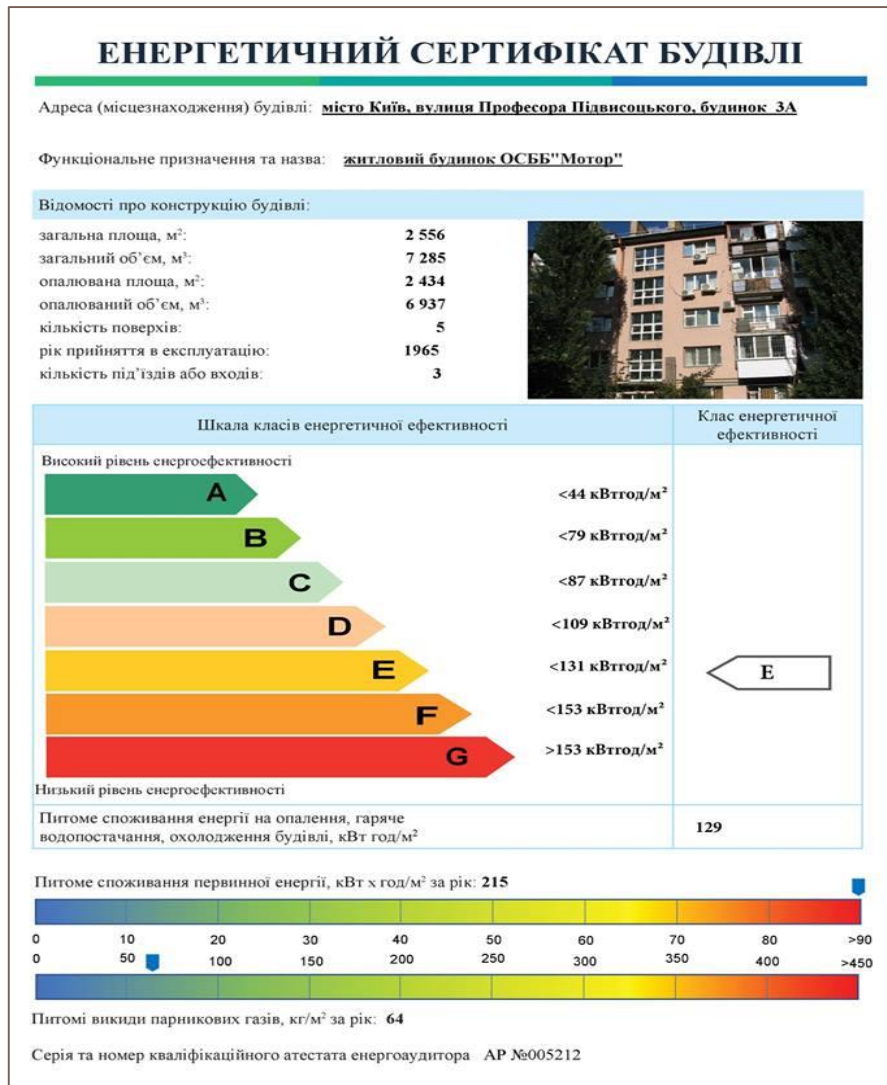 ЕНЕРГЕТИЧНИЙ СЕРТИФІКАТ БУДІВЛІ
Адреса (місцезнаходження) будівлі: місто Київ, вулиця Професора Підвисоцького, будинок 3А
Функціональне призначення та назва: житловий будинок ОСББ"Мотор"
Відомості про конструкцію будівлі:
загальна площа, м²: 2 556
загальний об’єм, м³: 7 285
опалювана площа, м²: 2 434
опалюваний об’єм, м³: 6 937
кількість поверхів: 5
рік прийняття в експлуатацію: 1965
кількість під’їздів або входів: 3
Шкала класів енергетичної ефективності
Клас енергетичної
ефективності
Високий рівень енергоефективності
A <44 кВтгод/м²
B <79 кВтгод/м²
C <87 кВтгод/м²
D <109 кВтгод/м²
E <131 кВтгод/м² E
F <153 кВтгод/м²
G >153 кВтгод/м²
Низький рівень енергоефективності
Питоме споживання енергії на опалення, гаряче
водопостачання, охолодження будівлі, кВт год/м² 129
Питоме споживання первинної енергії, кВт х год/м² за рік: 215
0 10 20 30 40 50 60 70 80 >90
0 50 100 150 200 250 300 350 400 >450
Питомі викиди парникових газів, кг/м² за рік: 64
Серія та номер кваліфікаційного атестата енергоаудитора АР №005212